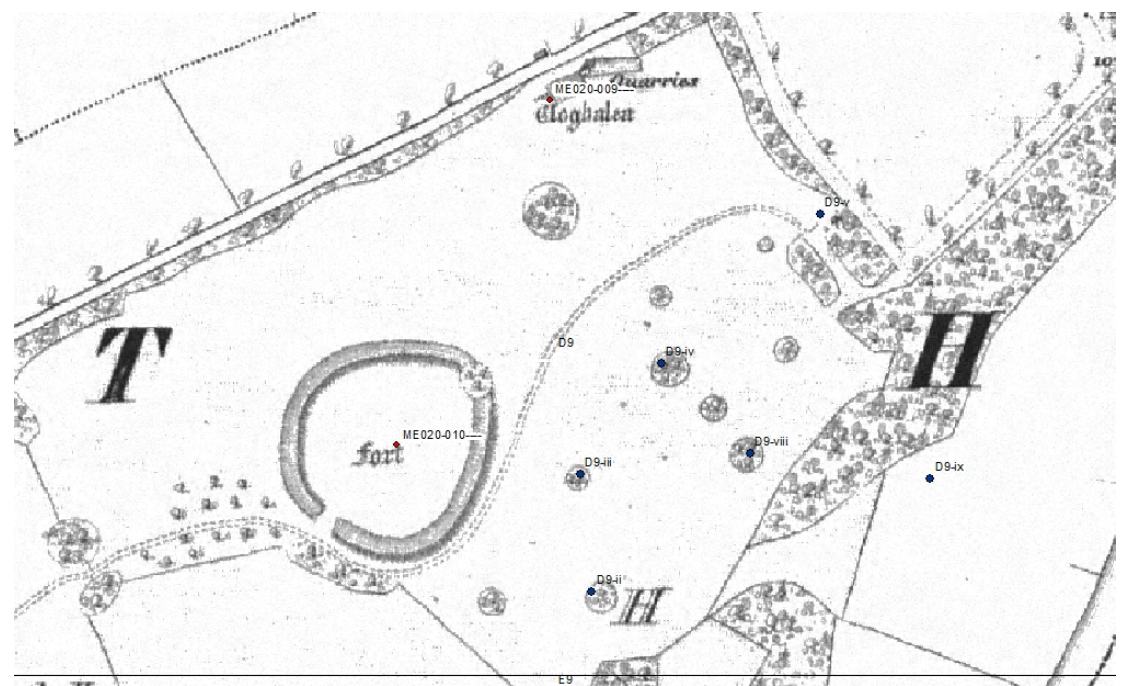 Quarries
ME020-009----
Cloghalea
D9-v
T
H
D9
D9-iv
ME020-010----
Fort
D9-viii
D9-iii
D9-ix
D9-ii
H
E9